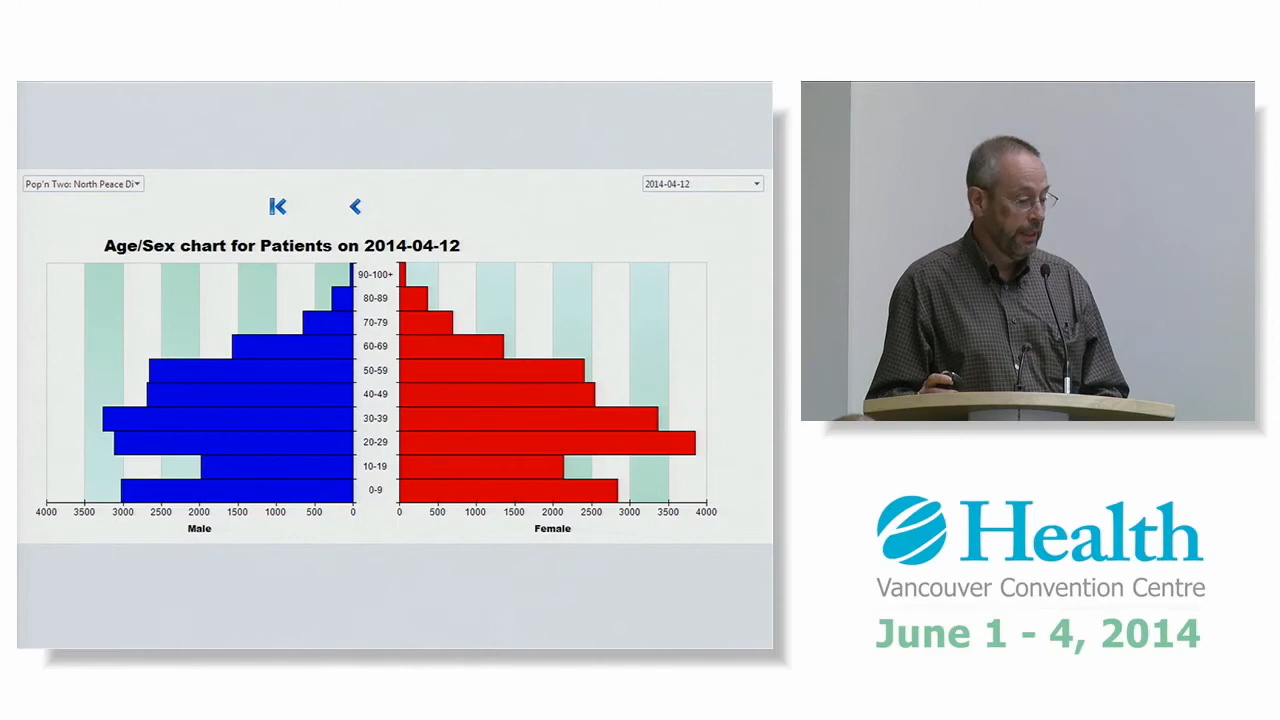 Pop'n Two: North Peace Di
2014-04-12
Age/Sex chart for Patients on 2014-04-12
90-100+
80-89
70-79
60-69
50-59
40-49
30-39
20-29
10-19
0-9
4000 3500 3000 2500 2000 1500 1000 500 0
0 500 1000 1500 2000 2500 3000 3500 4000
Male
Female
eHealth
Vancouver Convention Centre
June 1 - 4, 2014